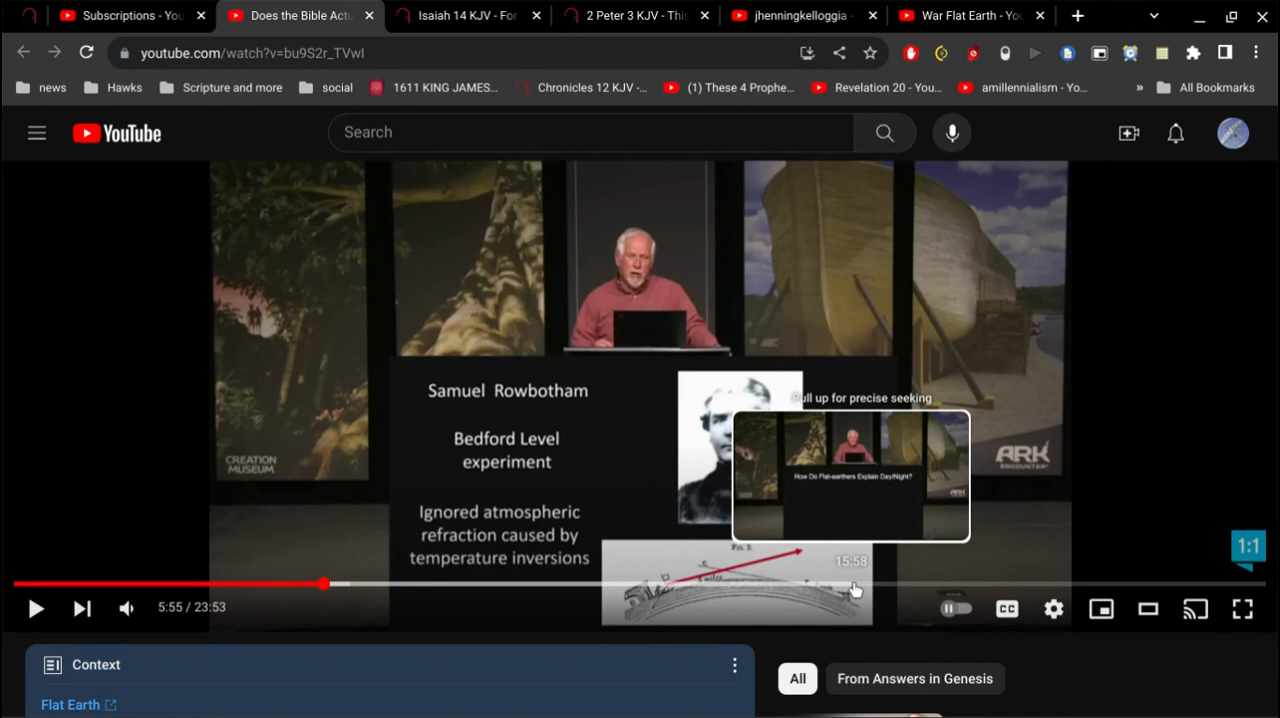 Subscriptions - You
Does the Bible Actu
Isaiah 14 KJV - For
2 Peter 3 KJV - This
jhenningkelloggia -
War Flat Earth - You
youtube.com/watch?v=bu9S2r_TVwI
news
Hawks
Scripture and more
social
1611 KING JAMES...
Chronicles 12 KJV -...
(1) These 4 Prophe...
Revelation 20 - You...
amillennialism - Yo...
»
All Bookmarks
YouTube
Search
Samuel Rowbotham
Bedford Level
experiment
Ignored atmospheric
refraction caused by
temperature inversions
CREATION
MUSEUM
Pull up for precise seeking
How Do Flat-earthers Explain Day/Night?
ARK
ENCOUNTER
FIG. 2.
15:58
1:1
5:55 / 23:53
CC
Context
Flat Earth
All
From Answers in Genesis